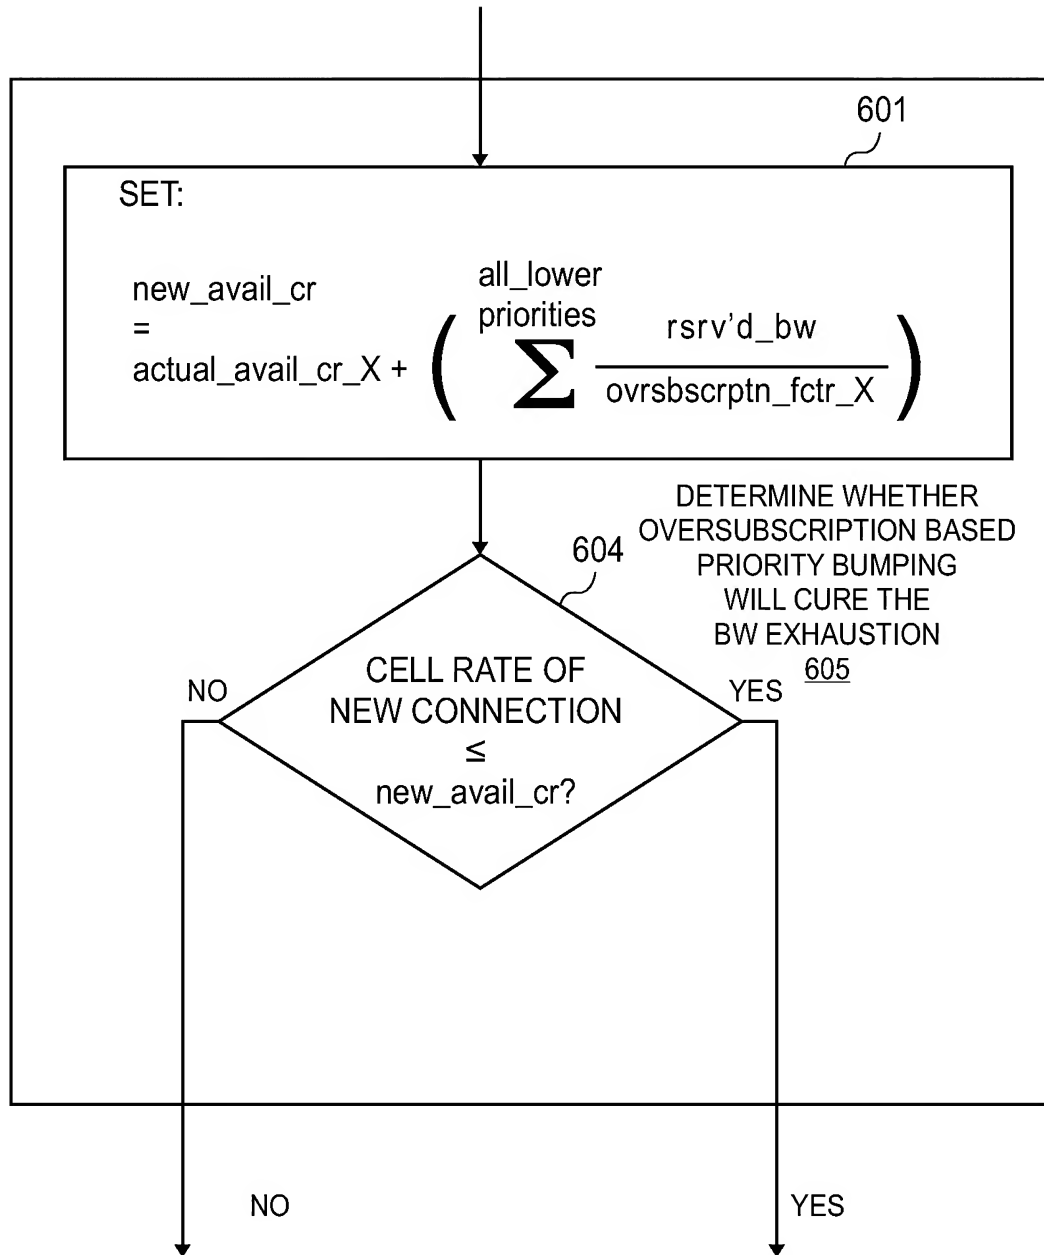 601
SET:
all_lower
new_avail_cr
priorities
rsrv’d_bw
=
actual_avail_cr_X + ( Σ ovrsbscrptn_fctr_X )
DETERMINE WHETHER
OVERSUBSCRIPTION BASED
PRIORITY BUMPING
WILL CURE THE
BW EXHAUSTION
605
604
CELL RATE OF
NEW CONNECTION
≤
new_avail_cr?
NO
YES
NO
YES